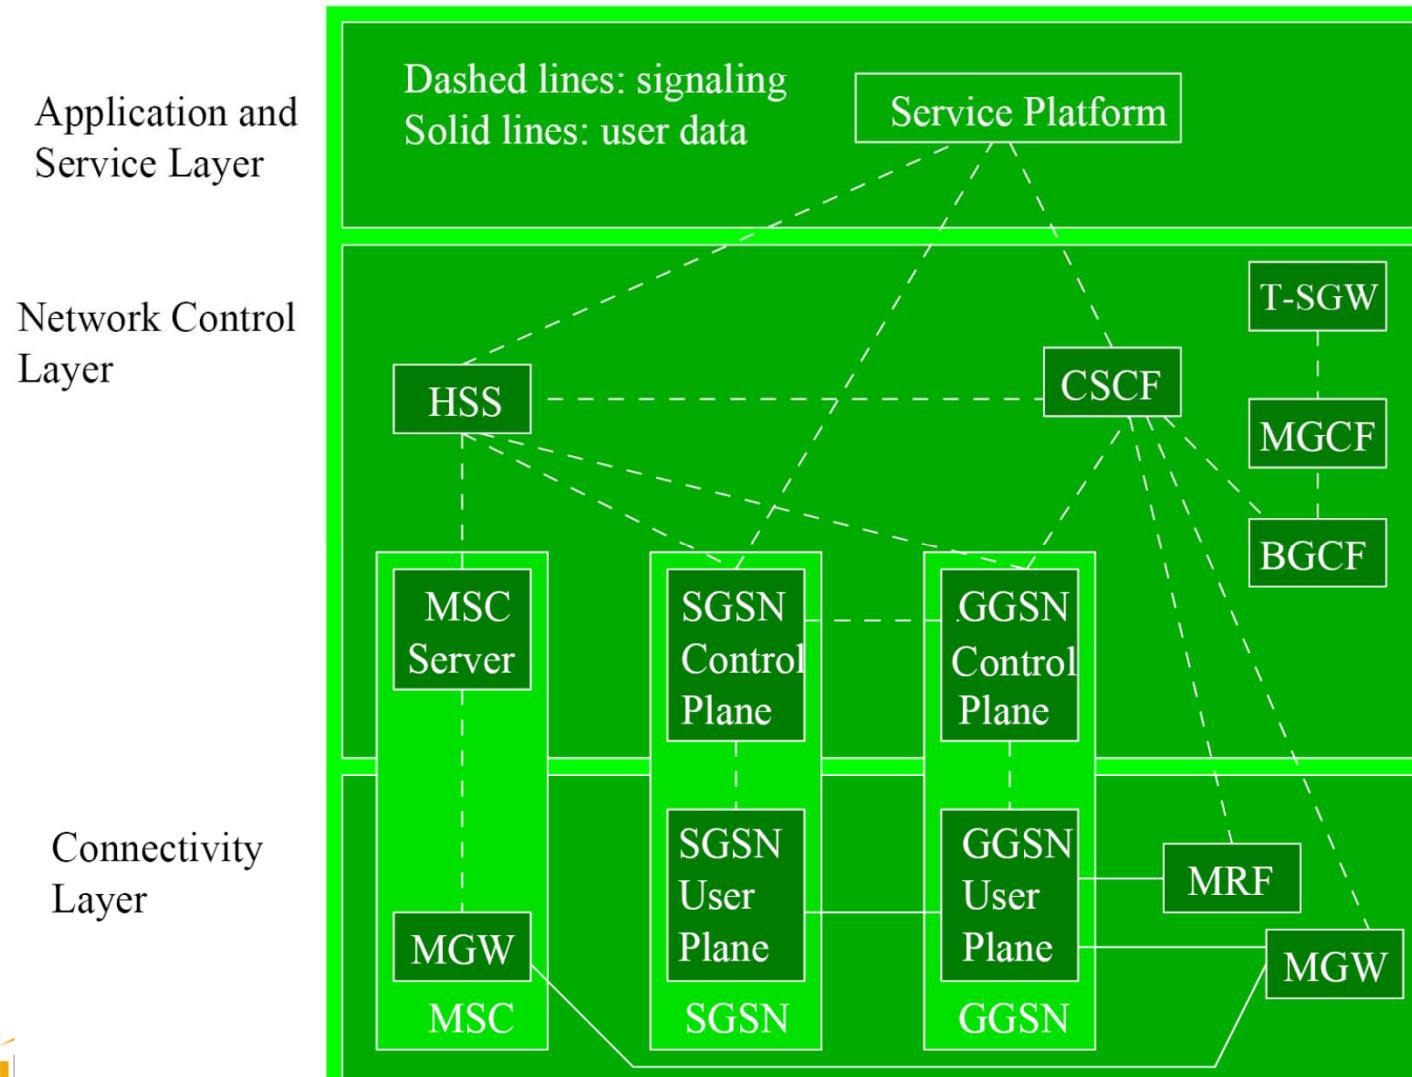 Application and
Service Layer
Dashed lines: signaling
Solid lines: user data
Service Platform
Network Control
Layer
T-SGW
HSS
CSCF
MGCF
BGCF
MSC
Server
SGSN
Control
Plane
GGSN
Control
Plane
Connectivity
Layer
SGSN
User
Plane
GGSN
User
Plane
MRF
MGW
MGW
MSC
SGSN
GGSN